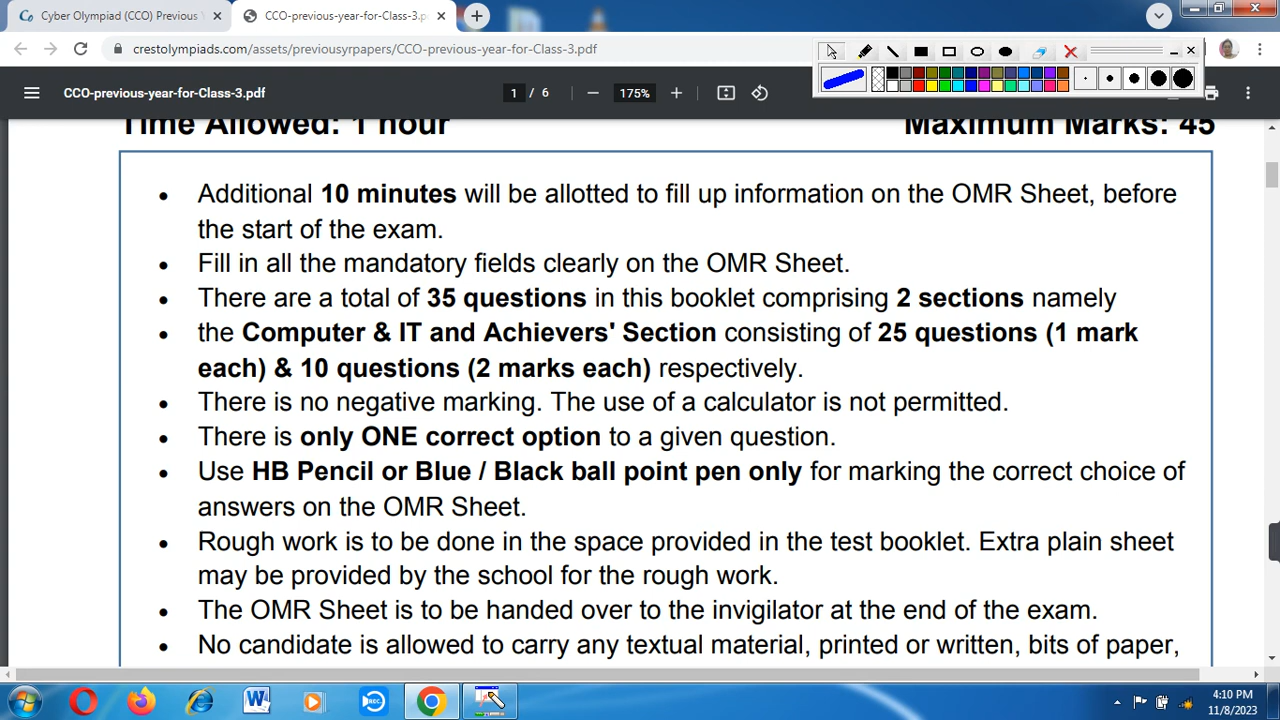 Cyber Olympiad (CCO) Previous Y
CCO-previous-year-for-Class-3.p
crestolympiads.com/assets/previousyrpapers/CCO-previous-year-for-Class-3.pdf
CCO-previous-year-for-Class-3.pdf
1 / 6
175%
Time Allowed: 1 hour
Maximum Marks: 45
• Additional 10 minutes will be allotted to fill up information on the OMR Sheet, before
the start of the exam.
• Fill in all the mandatory fields clearly on the OMR Sheet.
• There are a total of 35 questions in this booklet comprising 2 sections namely
• the Computer & IT and Achievers' Section consisting of 25 questions (1 mark
each) & 10 questions (2 marks each) respectively.
• There is no negative marking. The use of a calculator is not permitted.
• There is only ONE correct option to a given question.
• Use HB Pencil or Blue / Black ball point pen only for marking the correct choice of
answers on the OMR Sheet.
• Rough work is to be done in the space provided in the test booklet. Extra plain sheet
may be provided by the school for the rough work.
• The OMR Sheet is to be handed over to the invigilator at the end of the exam.
• No candidate is allowed to carry any textual material, printed or written, bits of paper,
REC
4:10 PM
11/8/2023